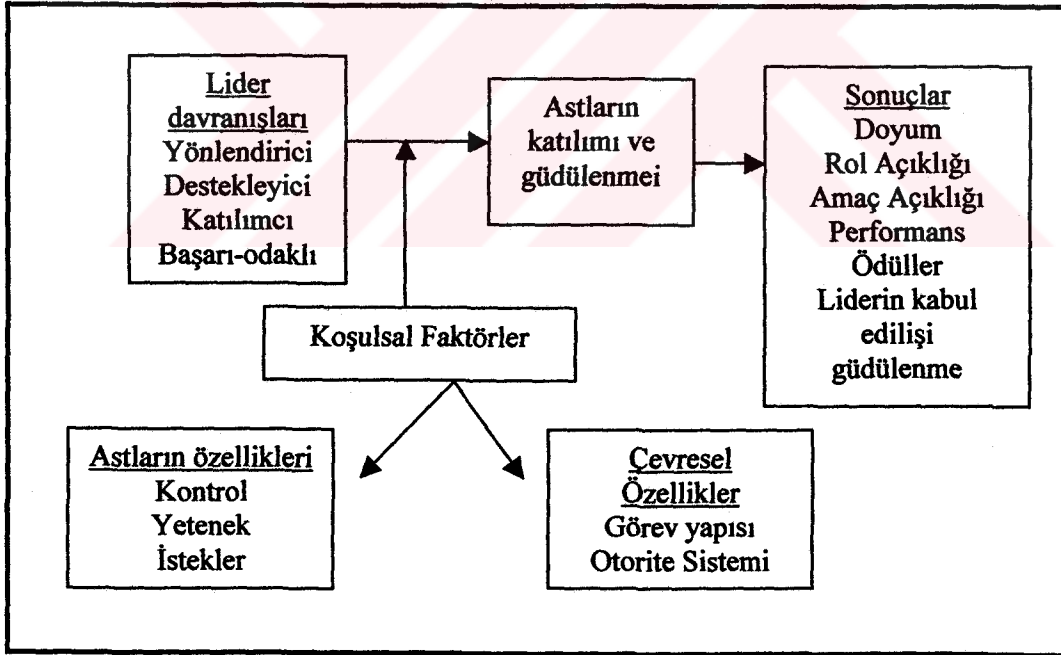 Lider
davranışları
Yönlendirici
Destekleyici
Katılımcı
Başarı-odaklı
Astların
katılımı ve
güdülenmei
Sonuçlar
Doyum
Rol Açıklığı
Amaç Açıklığı
Performans
Ödüller
Liderin kabul
edilişi
güdülenme
Koşulsal Faktörler
Astların özellikleri
Kontrol
Yetenek
İstekler
Çevresel
Özellikler
Görev yapısı
Otorite Sistemi